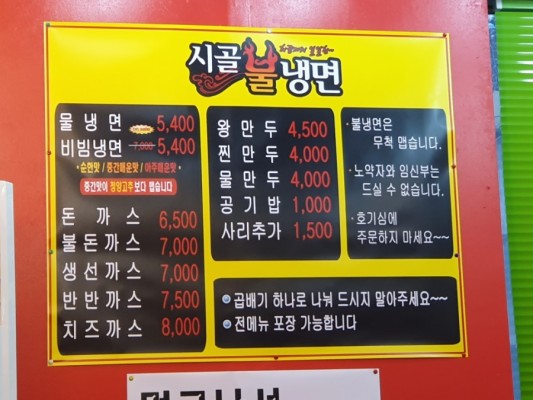 시골불냉면
물냉면 5,400
비빔냉면 7,000 5,400
· 순한맛 / 중간매운맛 / 아주매운맛 ·
중간맛이 청양고추보다 맵습니다
돈까스 6,500
불돈까스 7,000
생선까스 7,000
반반까스 7,500
치즈까스 8,000
왕만두 4,500
찐만두 4,000
물만두 4,000
공기밥 1,000
사리추가 1,500
· 불냉면은
무척 맵습니다.
· 노약자와 임신부는
드실 수 없습니다.
· 호기심에
주문하지 마세요~~
곱배기 하나로 나눠 드시지 말아주세요~~
전메뉴 포장 가능합니다